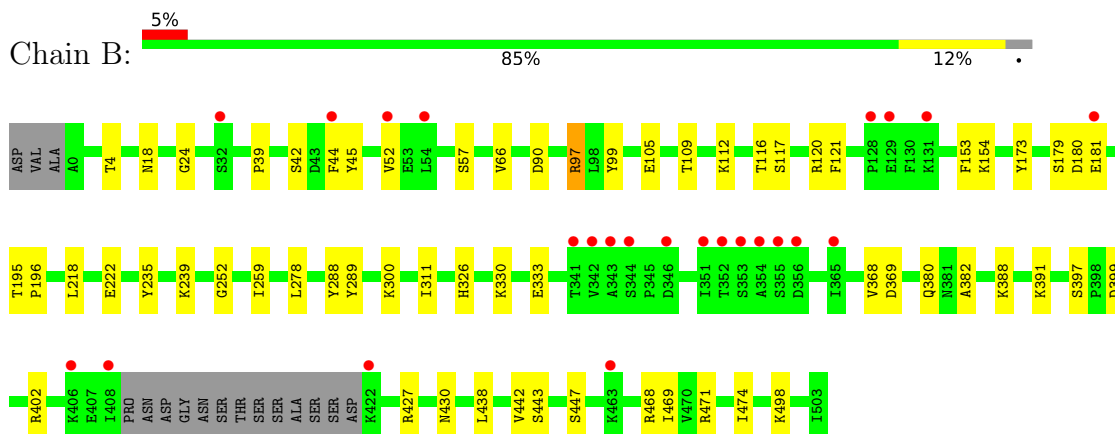 5%
Chain B:
85% 12% •
ASP VAL ALA A0 T4 N18 G24 S32 P39 S42 D43 F44 Y45 V52 E53 L54 S57 V66 D90 R97 L98 Y99 E105 T109 K112 T116 S117 R120 F121 P128 E129 F130 K131 F153 K154 Y173 S179 D180 E181
T195 P196 L218 E222 Y235 K239 G252 I259 L278 Y288 Y289 K300 I311 H326 K330 E333 T341 V342 A343 S344 P345 D346 I351 T352 S353 A354 S355 D356 I365 V368 D369 Q380 N381 A382 K388 K391 S397 P398
R402 K406 E407 I408 PRO ASN ASP GLY ASN SER THR SER SER ALA SER SER ASP K422 R427 N430 L438 V442 S443 S447 K463 R468 I469 V470 R471 I474 K498 I503